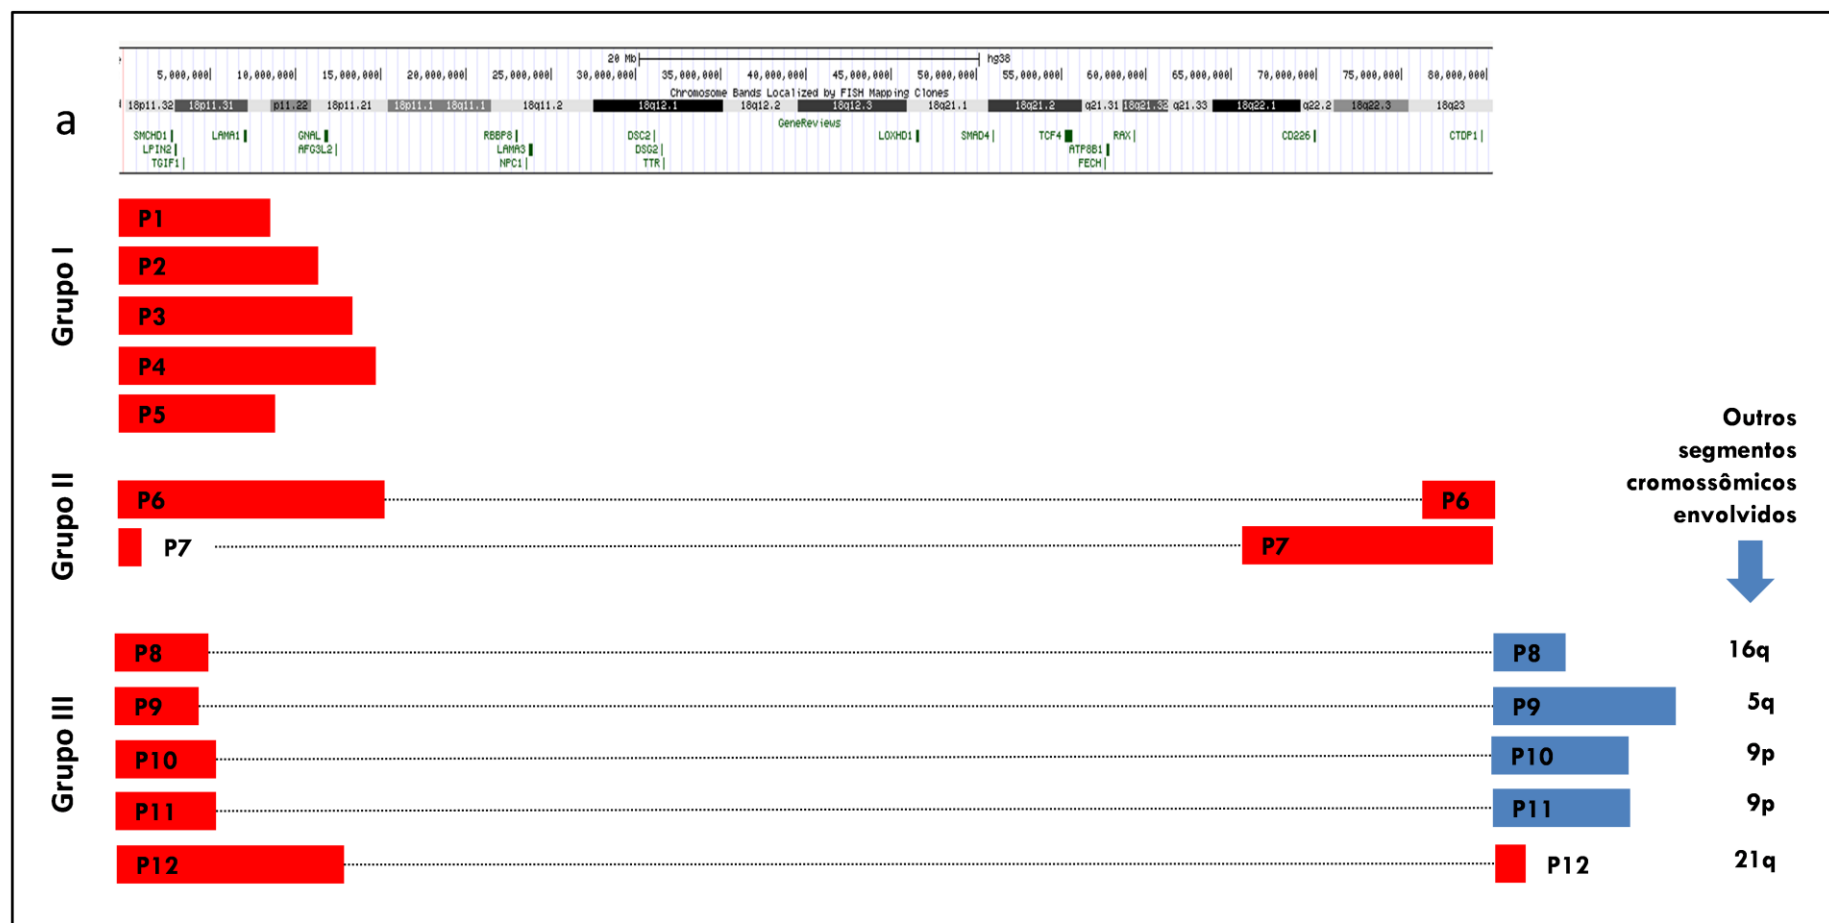 20 Mb hg38
5,000,000| 10,000,000| 15,000,000| 20,000,000| 25,000,000| 30,000,000| 35,000,000| 40,000,000| 45,000,000| 50,000,000| 55,000,000| 60,000,000| 65,000,000| 70,000,000| 75,000,000| 80,000,000|
Chromosome Bands Localized by FISH Mapping Clones
18p11.32 18p11.31 p11.22 18p11.21 18p11.1 18q11.1 18q11.2 18q12.1 18q12.2 18q12.3 18q21.1 18q21.2 q21.31 18q21.32 q21.33 18q22.1 q22.2 18q22.3 18q23
a
GeneReviews
SMCHD1 LAMA1 GNAL RBBP8 DSC2 LOXHD1 SMAD4 TCF4 RAX CD226 CTDP1
LPIN2 AFG3L2 LAMA3 DSG2 ATP8B1
TGIF1 NPC1 TTR FECH
Grupo I
P1
P2
P3
P4
P5
Outros
segmentos
cromossômicos
envolvidos
Grupo II
P6 P6
P7 P7
Grupo III
P8 P8 16q
P9 P9 5q
P10 P10 9p
P11 P11 9p
P12 P12 21q